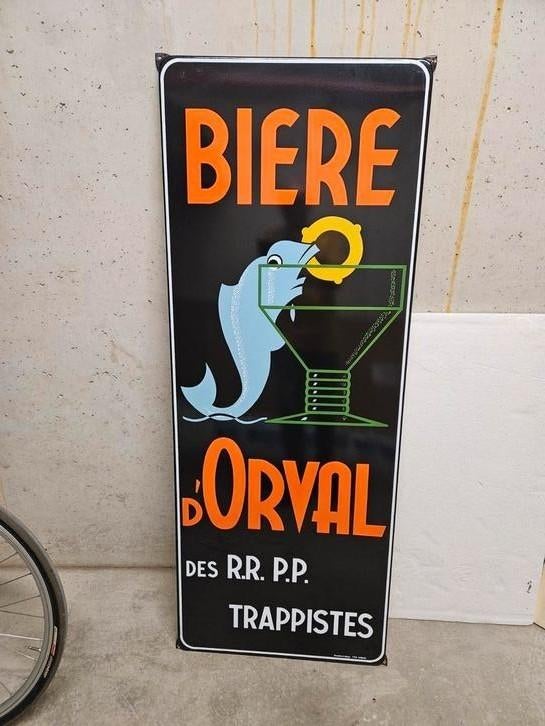 BIERE
D'ORVAL
DES R.R. P.P.
TRAPPISTES